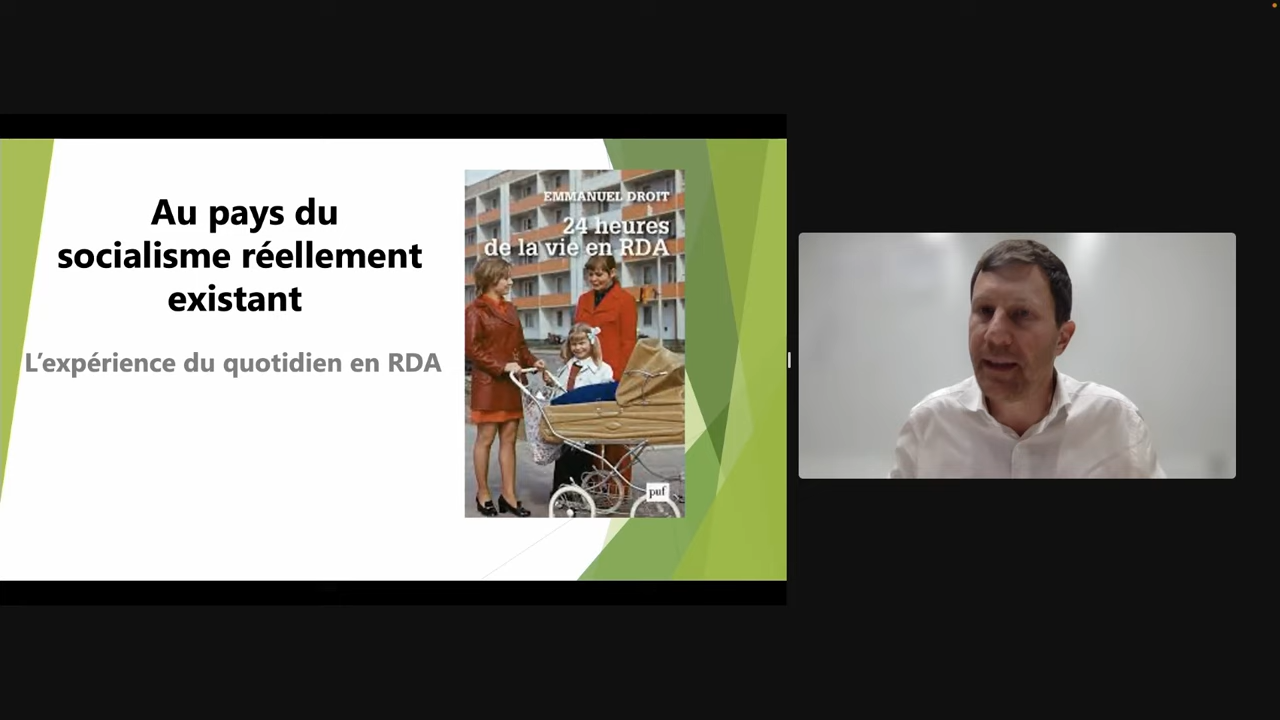 Au pays du
socialisme réellement
existant
L'expérience du quotidien en RDA
EMMANUEL DROIT
24 heures
de la vie en RDA
puf